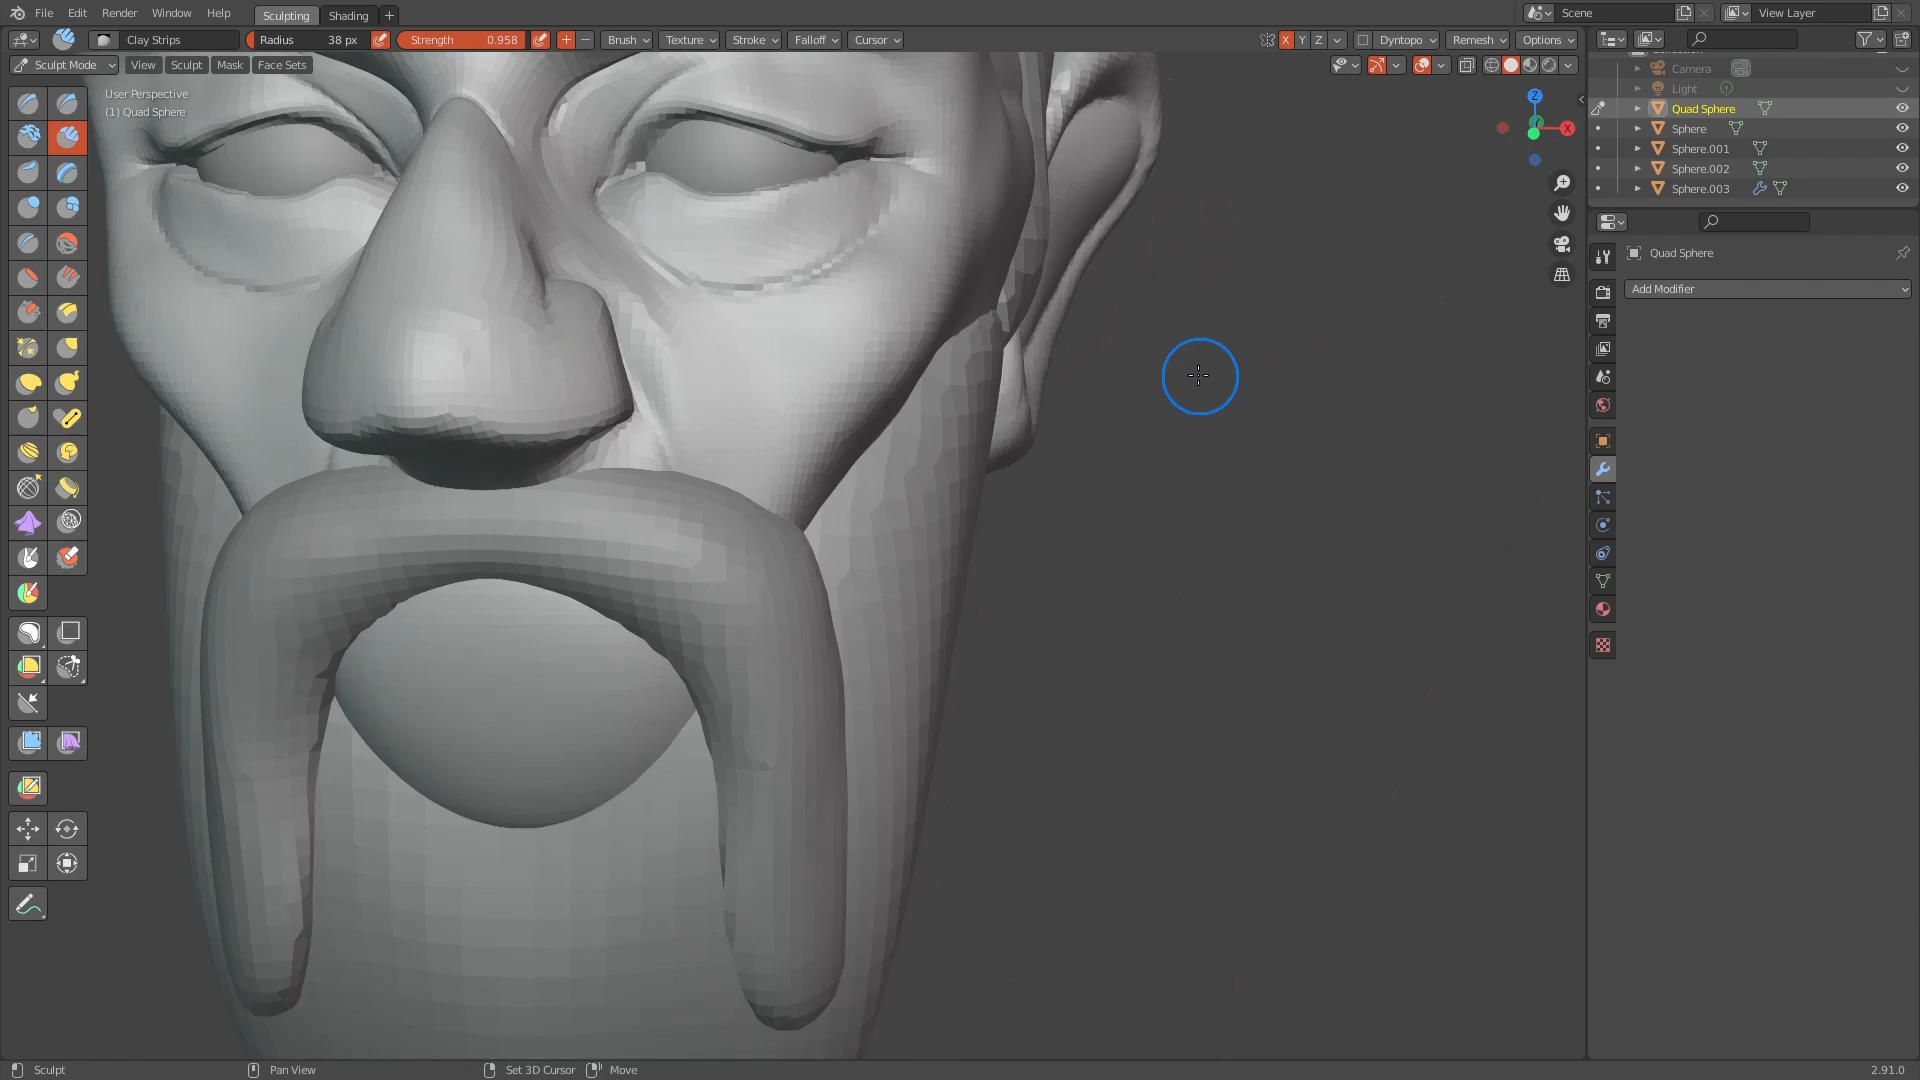 File Edit Render Window Help Sculpting Shading + Scene View Layer
Clay Strips Radius 38 px Strength 0.958 Brush Texture Stroke Falloff Cursor X Y Z Dyntopo Remesh Options
Sculpt Mode View Sculpt Mask Face Sets
User Perspective
(1) Quad Sphere
Z
X
Camera
Light
Quad Sphere
Sphere
Sphere.001
Sphere.002
Sphere.003
Quad Sphere
Add Modifier
Sculpt Pan View Set 3D Cursor Move 2.91.0